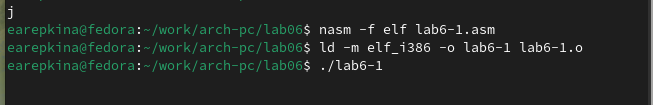 j
earepkina@fedora:~/work/arch-pc/lab06$ nasm -f elf lab6-1.asm
earepkina@fedora:~/work/arch-pc/lab06$ ld -m elf_i386 -o lab6-1 lab6-1.o
earepkina@fedora:~/work/arch-pc/lab06$ ./lab6-1